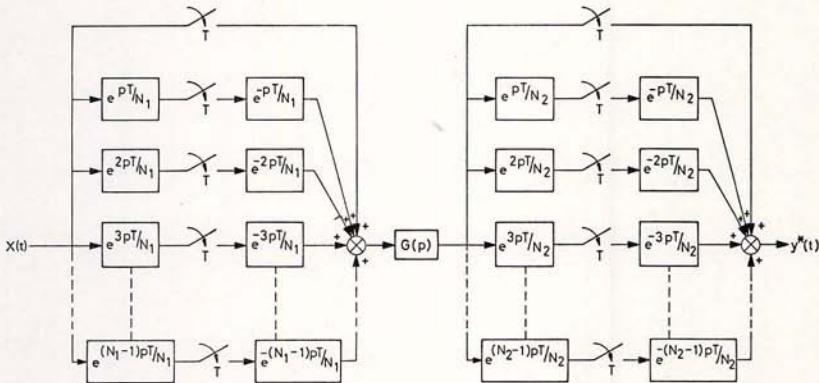 T T
e^{pT/N_1} T e^{-pT/N_1} e^{pT/N_2} T e^{-pT/N_2}
e^{2pT/N_1} T e^{-2pT/N_1} e^{2pT/N_2} T e^{-2pT/N_2}
+ + + + + +
X(t) e^{3pT/N_1} T e^{-3pT/N_1} + G(p) e^{3pT/N_2} T e^{-3pT/N_2} + y*(t)
+ +
e^{(N_1-1)pT/N_1} T e^{-(N_1-1)pT/N_1} e^{(N_2-1)pT/N_2} T e^{-(N_2-1)pT/N_2}